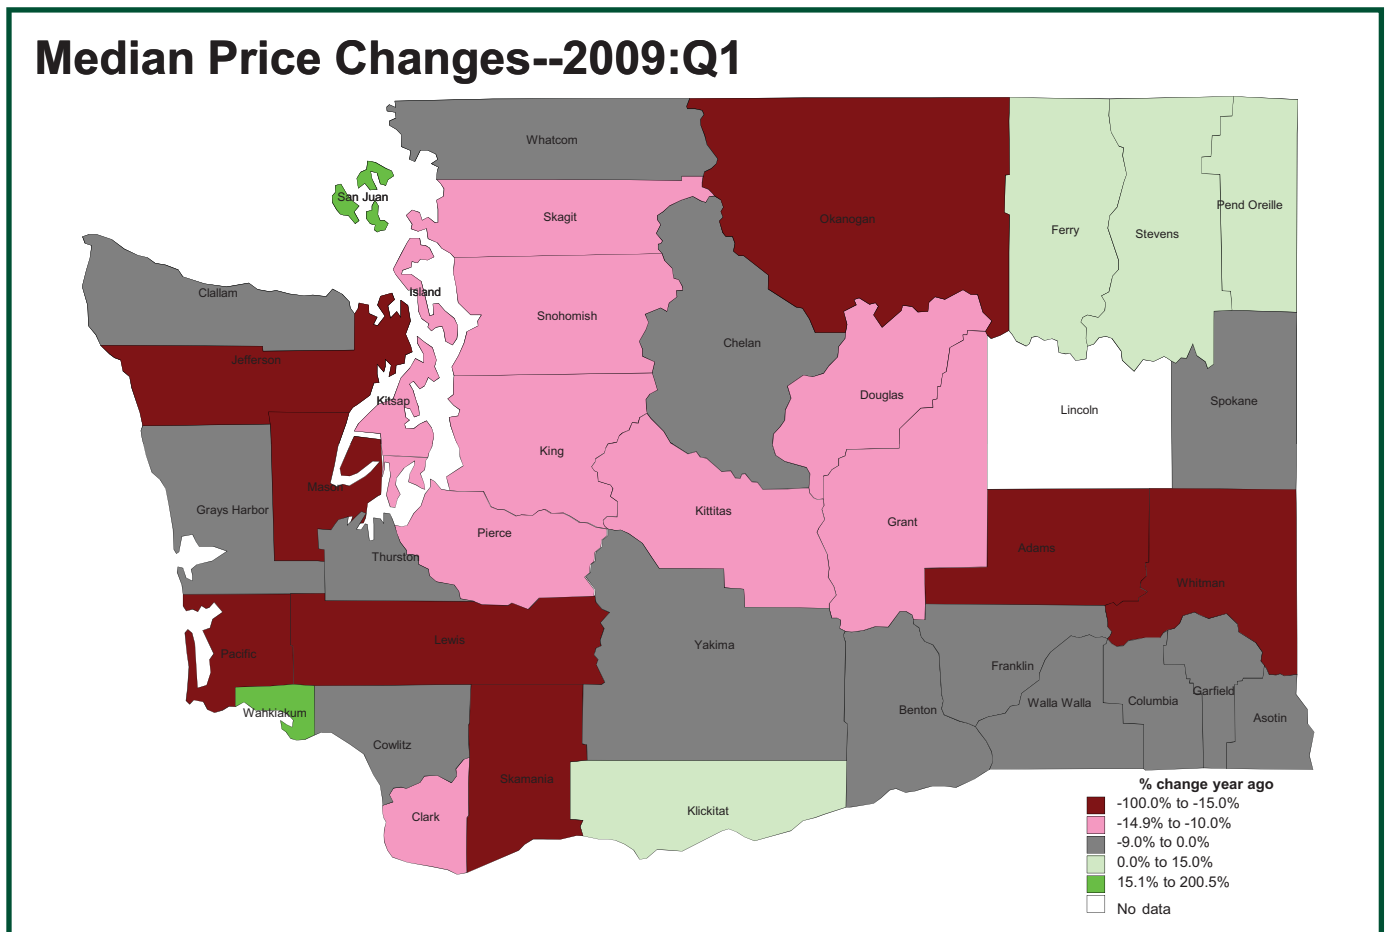 Median Price Changes--2009:Q1
Whatcom
San Juan
Skagit
Okanogan
Pend Oreille
Ferry
Stevens
Clallam
Island
Snohomish
Chelan
Jefferson
Kitsap
Douglas
Lincoln
Spokane
King
Mason
Grays Harbor
Kittitas
Grant
Pierce
Thurston
Adams
Whitman
Lewis
Yakima
Pacific
Franklin
Garfield
Walla Walla
Columbia
Wahkiakum
Benton
Asotin
Cowlitz
Skamania
Klickitat
Clark
% change year ago
-100.0% to -15.0%
-14.9% to -10.0%
-9.0% to 0.0%
0.0% to 15.0%
15.1% to 200.5%
No data